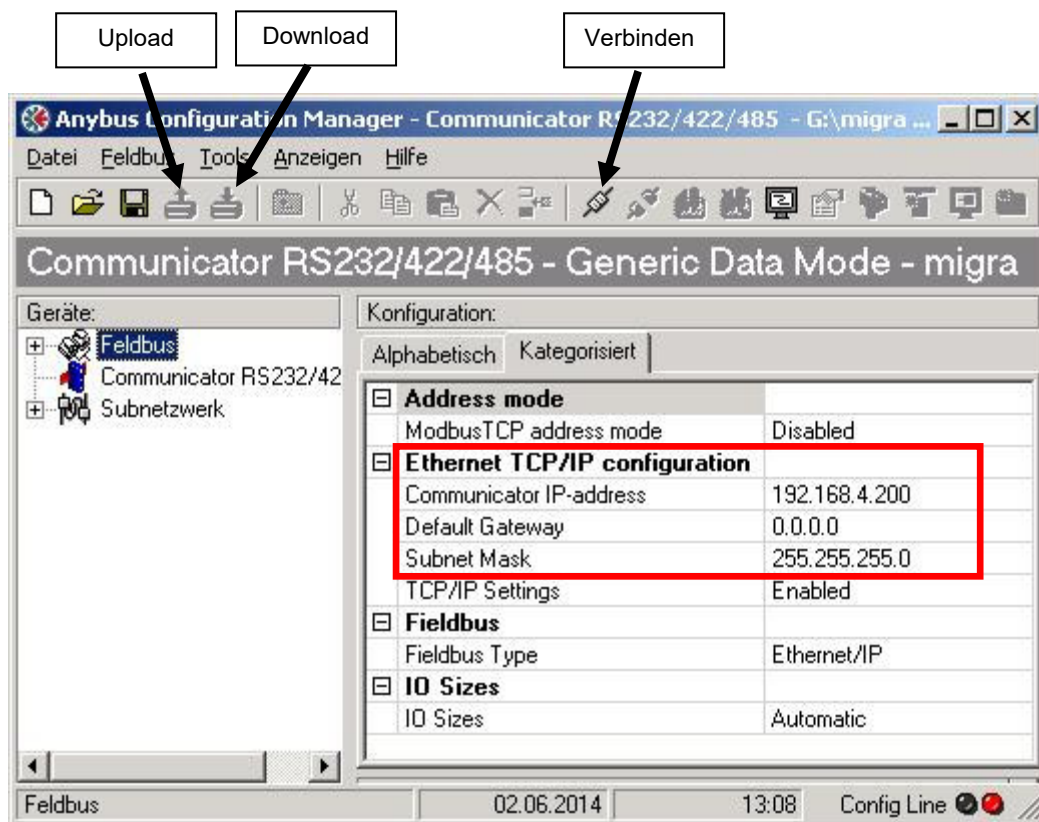 Upload
Download
Verbinden
Anybus Configuration Manager - Communicator RS232/422/485 - G:\migra ...
Datei Feldbus Tools Anzeigen Hilfe
Communicator RS232/422/485 - Generic Data Mode - migra
Geräte:
Feldbus
Communicator RS232/42
Subnetzwerk
Konfiguration:
Alphabetisch Kategorisiert
Address mode
ModbusTCP address mode Disabled
Ethernet TCP/IP configuration
Communicator IP-address 192.168.4.200
Default Gateway 0.0.0.0
Subnet Mask 255.255.255.0
TCP/IP Settings Enabled
Fieldbus
Fieldbus Type Ethernet/IP
IO Sizes
IO Sizes Automatic
Feldbus 02.06.2014 13:08 Config Line